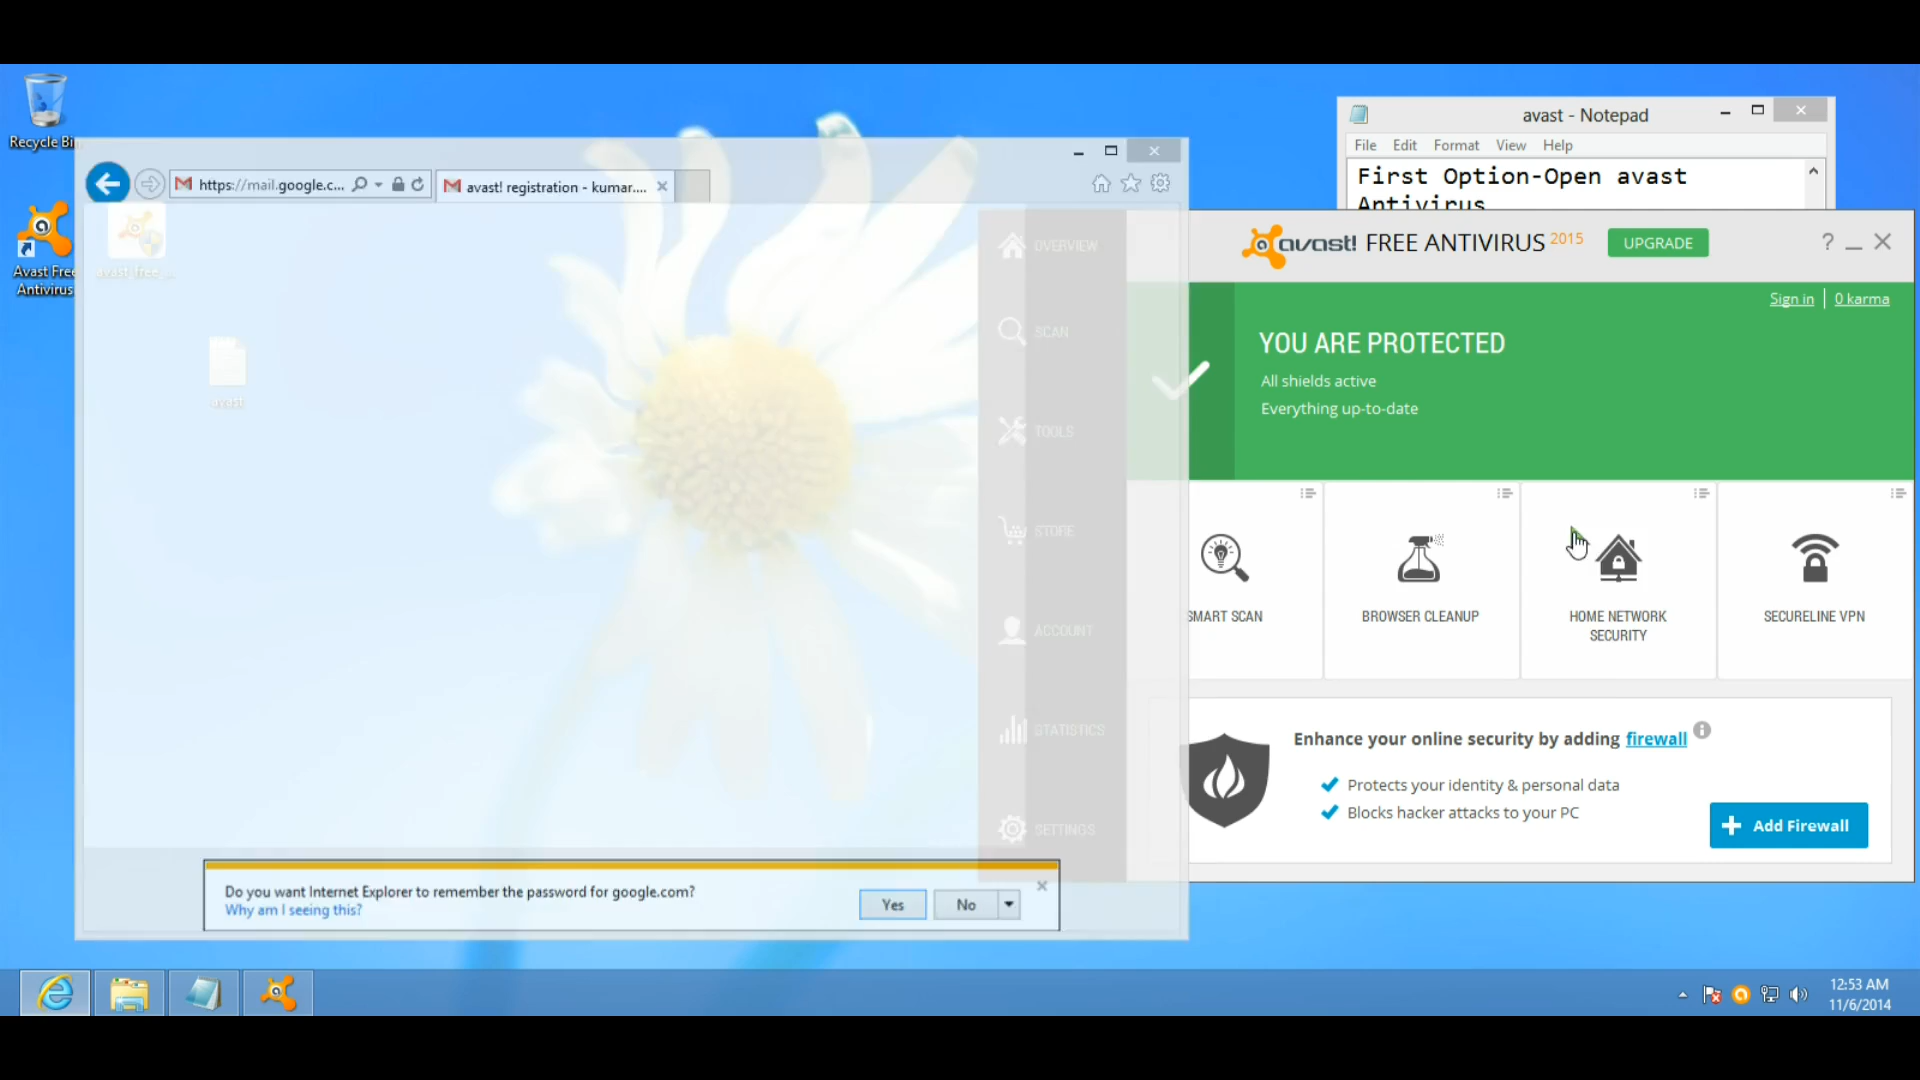 Recycle Bi
Avast Free
Antivirus
avast_free_...
avast
https://mail.google.c...
avast! registration - kumar....
avast - Notepad
File Edit Format View Help
First Option-Open avast
Antivirus
OVERVIEW
SCAN
TOOLS
STORE
ACCOUNT
STATISTICS
SETTINGS
avast! FREE ANTIVIRUS 2015
UPGRADE
?
Sign in | 0 karma
YOU ARE PROTECTED
All shields active
Everything up-to-date
SMART SCAN
BROWSER CLEANUP
HOME NETWORK
SECURITY
SECURELINE VPN
Enhance your online security by adding firewall
Protects your identity & personal data
Blocks hacker attacks to your PC
+ Add Firewall
Do you want Internet Explorer to remember the password for google.com?
Why am I seeing this?
Yes
No
12:53 AM
11/6/2014